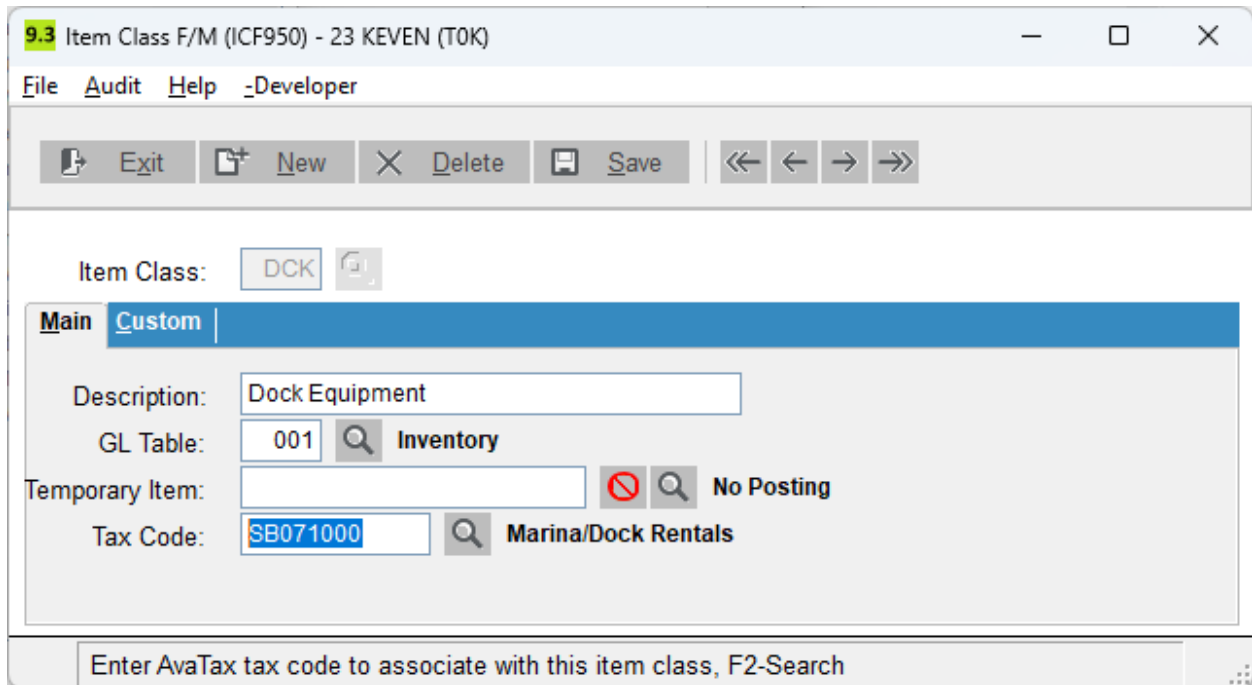 9.3 Item Class F/M (ICF950) - 23 KEVEN (T0K)
File Audit Help -Developer
Exit New Delete Save
Item Class: DCK
Main Custom
Description: Dock Equipment
GL Table: 001 Inventory
Temporary Item: No Posting
Tax Code: SB071000 Marina/Dock Rentals
Enter AvaTax tax code to associate with this item class, F2-Search